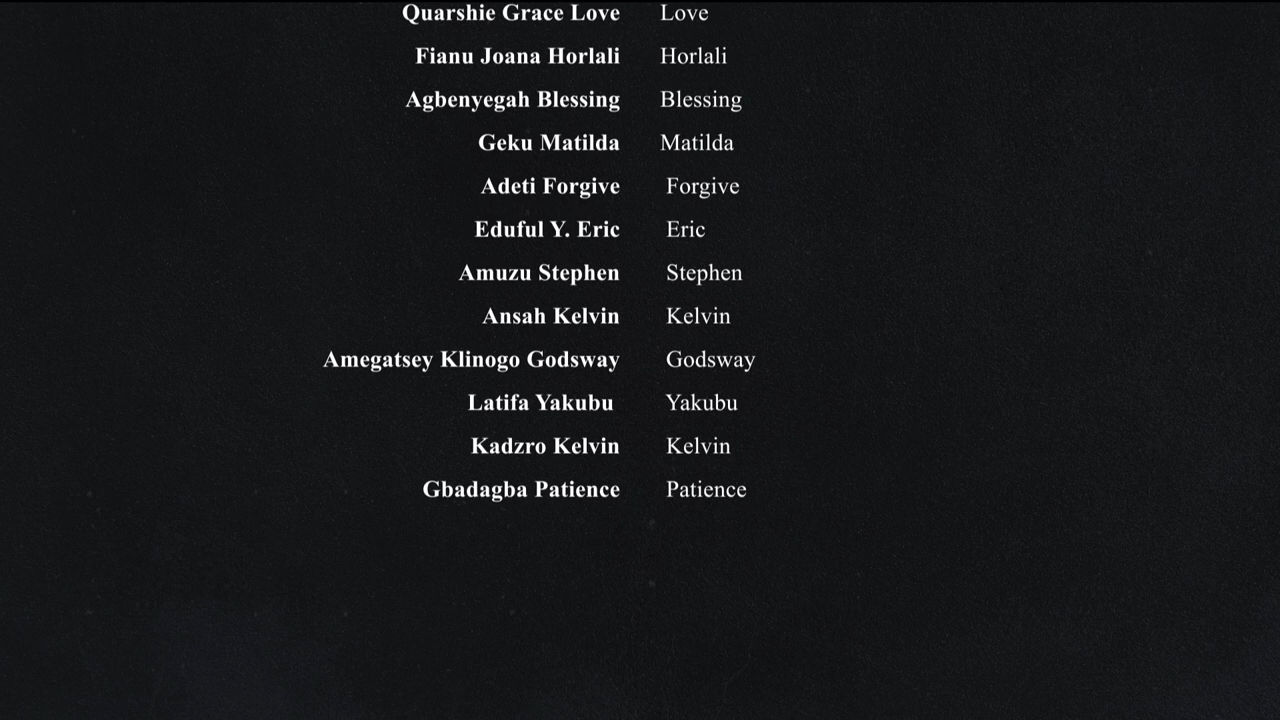 Quarshie Grace Love Love
Fianu Joana Horlali Horlali
Agbenyegah Blessing Blessing
Geku Matilda Matilda
Adeti Forgive Forgive
Eduful Y. Eric Eric
Amuzu Stephen Stephen
Ansah Kelvin Kelvin
Amegatsey Klinogo Godsway Godsway
Latifa Yakubu Yakubu
Kadzro Kelvin Kelvin
Gbadagba Patience Patience